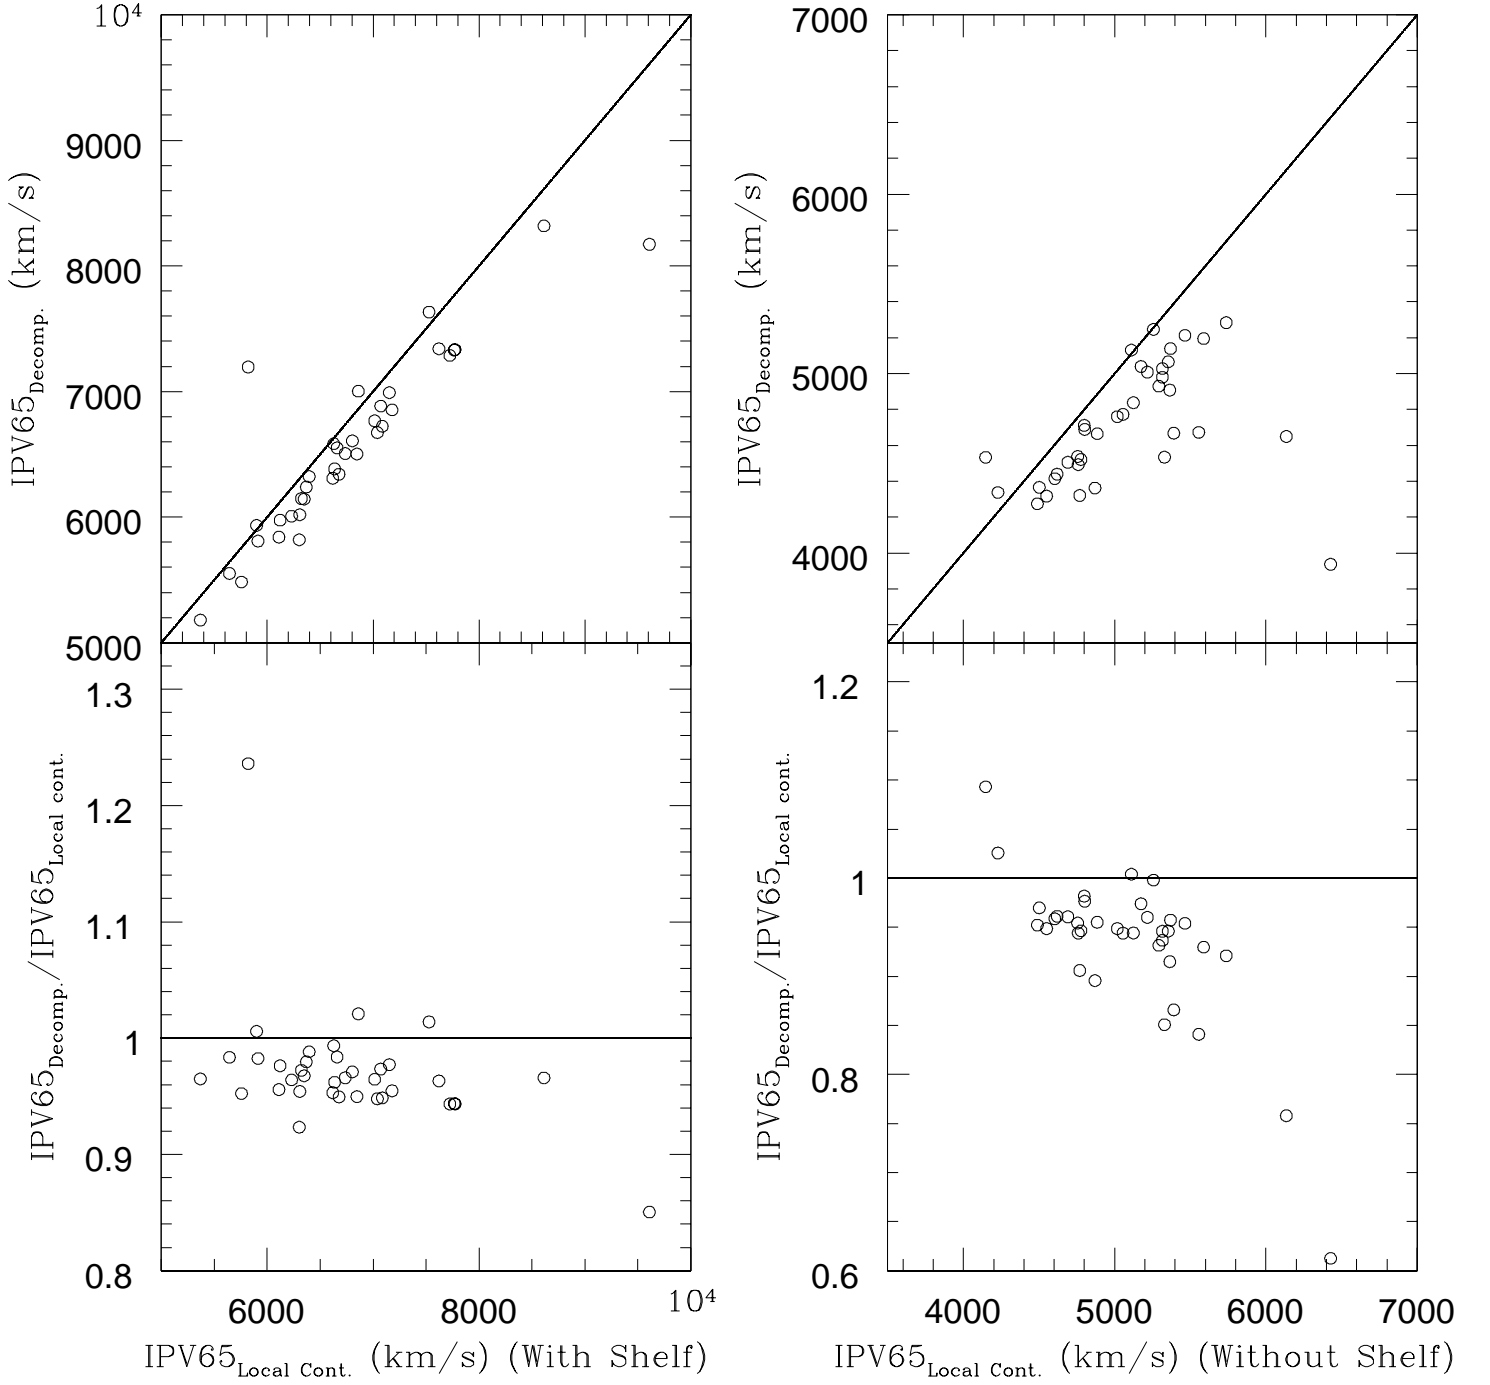 10⁴
9000
8000
7000
6000
5000
IPV65Decomp. (km/s)
7000
6000
5000
4000
IPV65Decomp. (km/s)
1.3
1.2
1.1
1
0.9
0.8
IPV65Decomp./IPV65Local cont.
1.2
1
0.8
0.6
IPV65Decomp./IPV65Local cont.
6000 8000 10⁴
IPV65Local Cont. (km/s) (With Shelf)
4000 5000 6000 7000
IPV65Local Cont. (km/s) (Without Shelf)